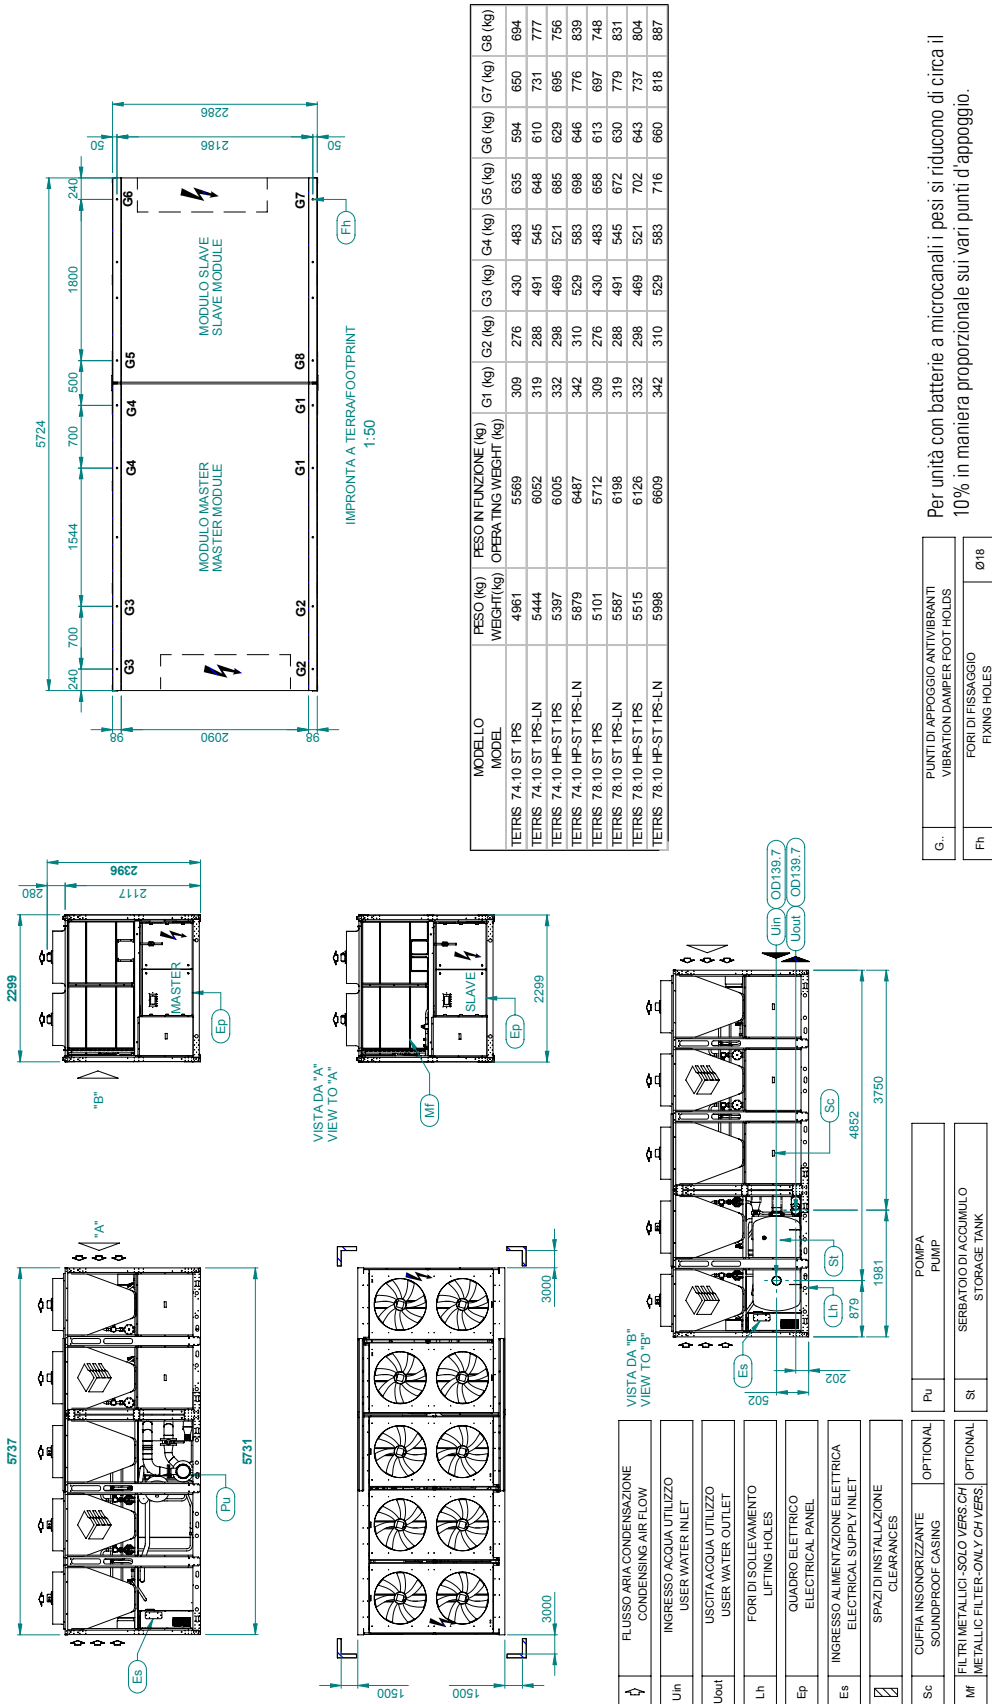 5737
5731
"A"
Es
Pu
2299
2396
280
2117
"B"
MASTER
Ep
5724
240
700
1544
700
500
1800
240
98
2090
98
50
2186
50
2286
G3
G3
G4
G4
G5
G6
G2
G2
G1
G1
G8
G7
MODULO MASTER
MASTER MODULE
MODULO SLAVE
SLAVE MODULE
Fh
IMPRONTA A TERRA/FOOTPRINT
1:50
3000
3000
1500
1500
VISTA DA "A"
VIEW TO "A"
Mf
SLAVE
Ep
2299
MODELLO
MODEL
PESO (kg)
WEIGHT(kg)
PESO IN FUNZIONE (kg)
OPERATING WEIGHT (kg)
G1 (kg) G2 (kg) G3 (kg) G4 (kg) G5 (kg) G6 (kg) G7 (kg) G8 (kg)
TETRIS 74.10 ST 1PS 4961 5569 309 276 430 483 635 594 650 694
TETRIS 74.10 ST 1PS-LN 5444 6052 319 288 491 545 648 610 731 777
TETRIS 74.10 HP-ST 1PS 5397 6005 332 298 469 521 685 629 695 756
TETRIS 74.10 HP-ST 1PS-LN 5879 6487 342 310 529 583 698 646 776 839
TETRIS 78.10 ST 1PS 5101 5712 309 276 430 483 658 613 697 748
TETRIS 78.10 ST 1PS-LN 5587 6198 319 288 491 545 672 630 779 831
TETRIS 78.10 HP-ST 1PS 5515 6126 332 298 469 521 702 643 737 804
TETRIS 78.10 HP-ST 1PS-LN 5998 6609 342 310 529 583 716 660 818 887
VISTA DA "B"
VIEW TO "B"
Es
Lh
St
Sc
Uin OD139.7
Uout OD139.7
502
202
879
4852
1981
3750
FLUSSO ARIA CONDENSAZIONE
CONDENSING AIR FLOW
Uin INGRESSO ACQUA UTILIZZO
USER WATER INLET
Uout USCITA ACQUA UTILIZZO
USER WATER OUTLET
Lh FORI DI SOLLEVAMENTO
LIFTING HOLES
Ep QUADRO ELETTRICO
ELECTRICAL PANEL
Es INGRESSO ALIMENTAZIONE ELETTRICA
ELECTRICAL SUPPLY INLET
SPAZI DI INSTALLAZIONE
CLEARANCES
Sc CUFFIA INSONORIZZANTE
SOUNDPROOF CASING OPTIONAL
Mf FILTRI METALLICI -SOLO VERS.CH
METALLIC FILTER-ONLY CH VERS. OPTIONAL
Pu POMPA
PUMP
St SERBATOIO DI ACCUMULO
STORAGE TANK
G.. PUNTI DI APPOGGIO ANTIVIBRANTI
VIBRATION DAMPER FOOT HOLDS
Fh FORI DI FISSAGGIO
FIXING HOLES Ø18
Per unità con batterie a microcanali i pesi si riducono di circa il
10% in maniera proporzionale sui vari punti d'appoggio.